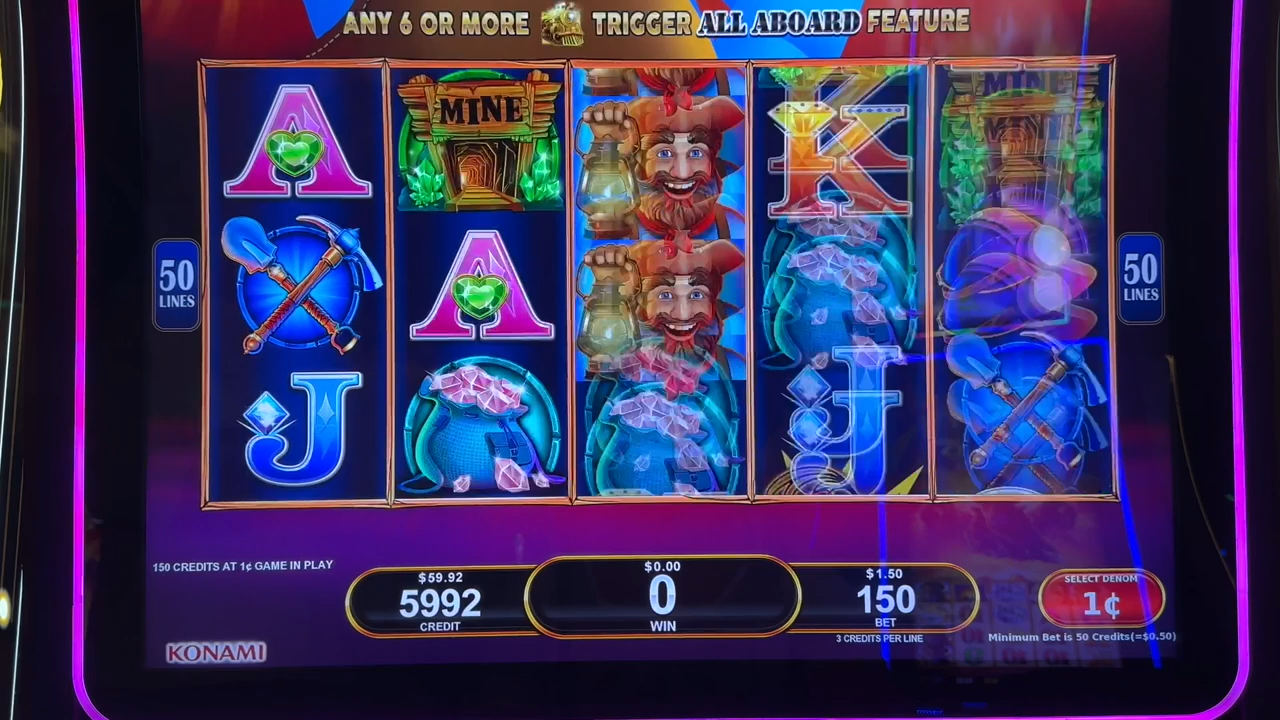 ANY 6 OR MORE TRIGGER ALL ABOARD FEATURE
A
MINE
K
MINE
50
LINES
A
50
LINES
J
J
150 CREDITS AT 1¢ GAME IN PLAY
$59.92
5992
CREDIT
$0.00
0
WIN
$1.50
150
BET
3 CREDITS PER LINE
SELECT DENOM
1¢
Minimum Bet is 50 Credits(=$0.50)
KONAMI